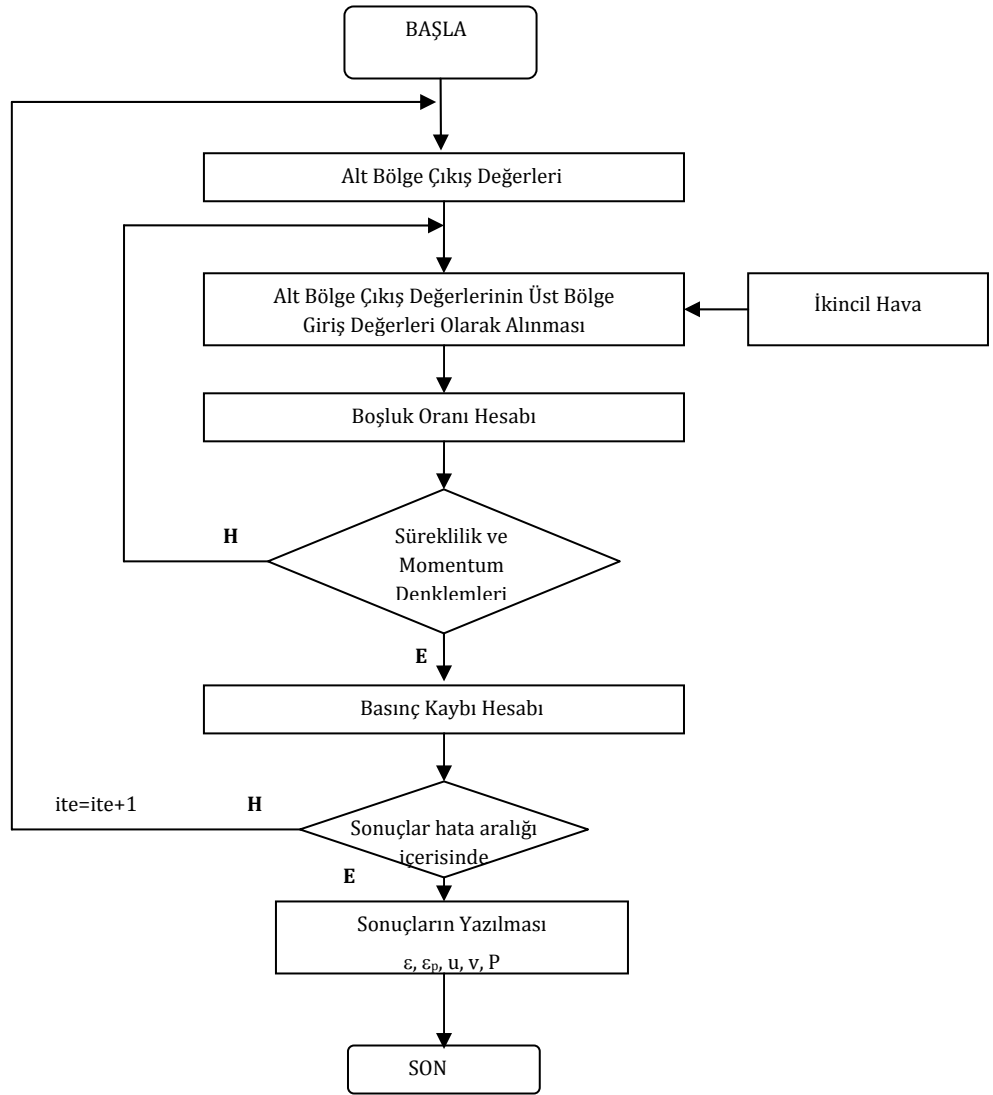 BAŞLA
Alt Bölge Çıkış Değerleri
Alt Bölge Çıkış Değerlerinin Üst Bölge
Giriş Değerleri Olarak Alınması
İkincil Hava
Boşluk Oranı Hesabı
H
Süreklilik ve
Momentum
Denklemleri
E
Basınç Kaybı Hesabı
ite=ite+1
H
Sonuçlar hata aralığı
içerisinde
E
Sonuçların Yazılması
ε, εp, u, v, P
SON